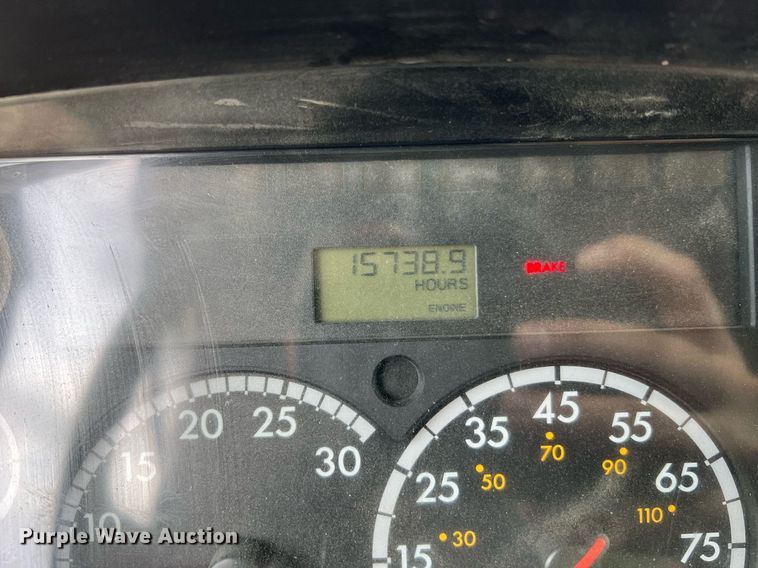 15738.9
HOURS
ENGINE
BRAKE
10 15 20 25 30
15 25 35 45 55 65 75
30 50 70 90 110
Purple Wave Auction